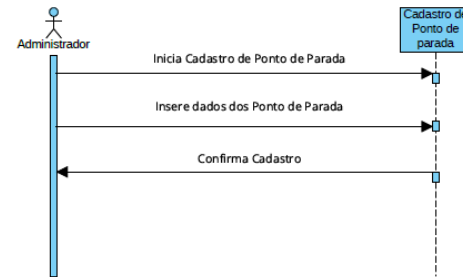 Administrador
Cadastro de
Ponto de
parada
Inicia Cadastro de Ponto de Parada
Insere dados dos Ponto de Parada
Confirma Cadastro